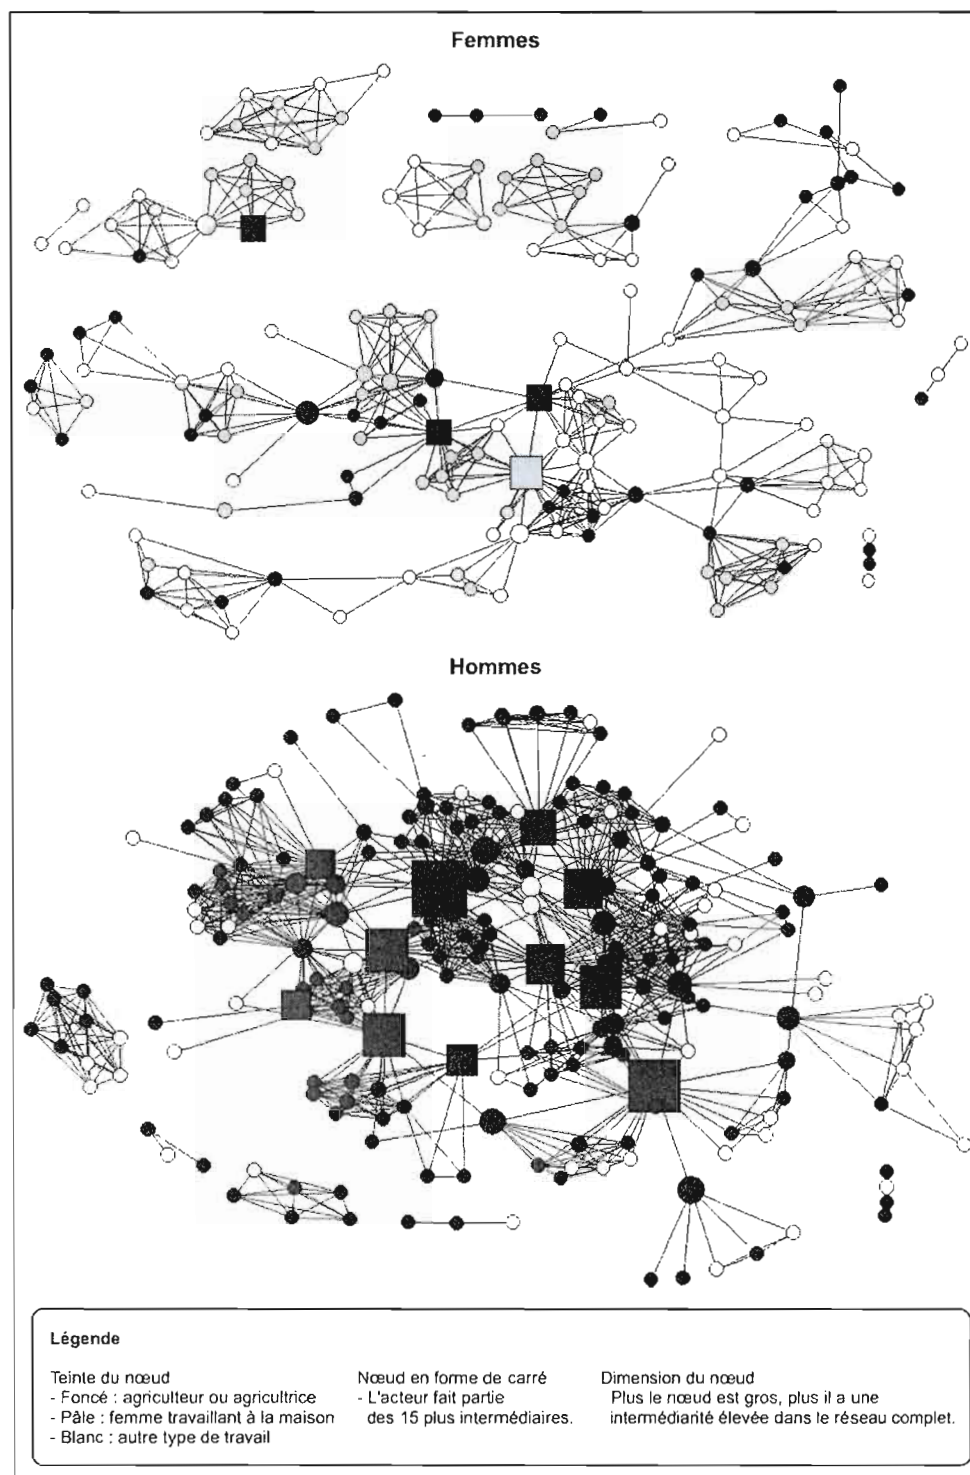 Femmes
Hommes
Légende
Teinte du nœud
- Foncé : agriculteur ou agricultrice
- Pâle : femme travaillant à la maison
- Blanc : autre type de travail
Nœud en forme de carré
- L'acteur fait partie
des 15 plus intermédiaires.
Dimension du nœud
Plus le nœud est gros, plus il a une
intermédiarité élevée dans le réseau complet.